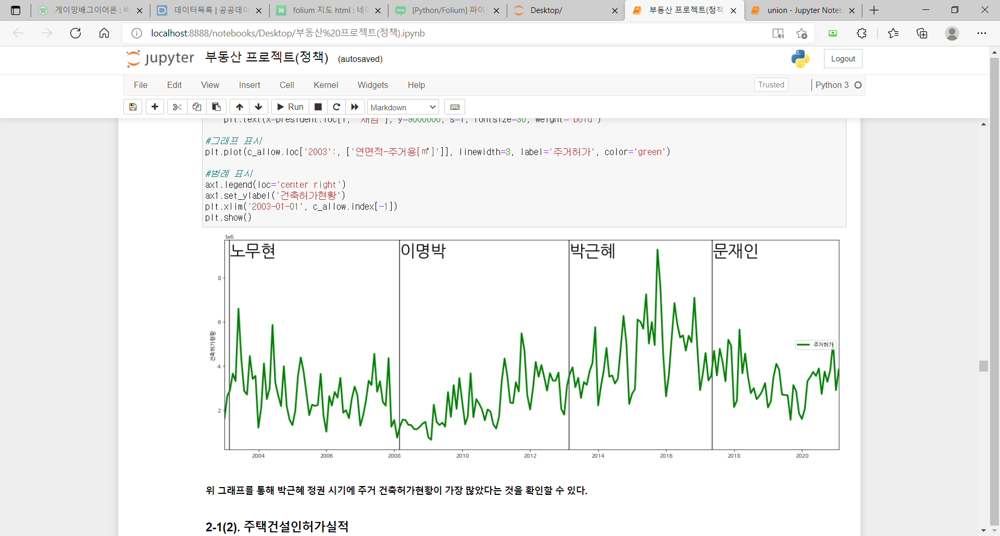 게이밍배그이어폰 : 비
데이터목록 | 공공데이
folium 지도 html : 네이
[Python/Folium] 파이
Desktop/
부동산 프로젝트(정책
union - Jupyter Noteb
localhost:8888/notebooks/Desktop/부동산%20프로젝트(정책).ipynb
jupyter 부동산 프로젝트(정책) (autosaved)
Logout
File Edit View Insert Cell Kernel Widgets Help
Trusted
Python 3
Run
Markdown
plt.text(x=president.loc[i, '재임'], y=9000000, s=i, fontsize=30, weight='bold')
#그래프 표시
plt.plot(c_allow.loc['2003':, ['연면적-주거용[㎡]']], linewidth=3, label='주거허가', color='green')
#범례 표시
ax1.legend(loc='center right')
ax1.set_ylabel('건축허가현황')
plt.xlim('2003-01-01', c_allow.index[-1])
plt.show()
1e6
노무현 이명박 박근혜 문재인
8
6
4
2
건축허가현황
주거허가
2004 2006 2008 2010 2012 2014 2016 2018 2020
위 그래프를 통해 박근혜 정권 시기에 주거 건축허가현황이 가장 많았다는 것을 확인할 수 있다.
2-1(2). 주택건설인허가실적